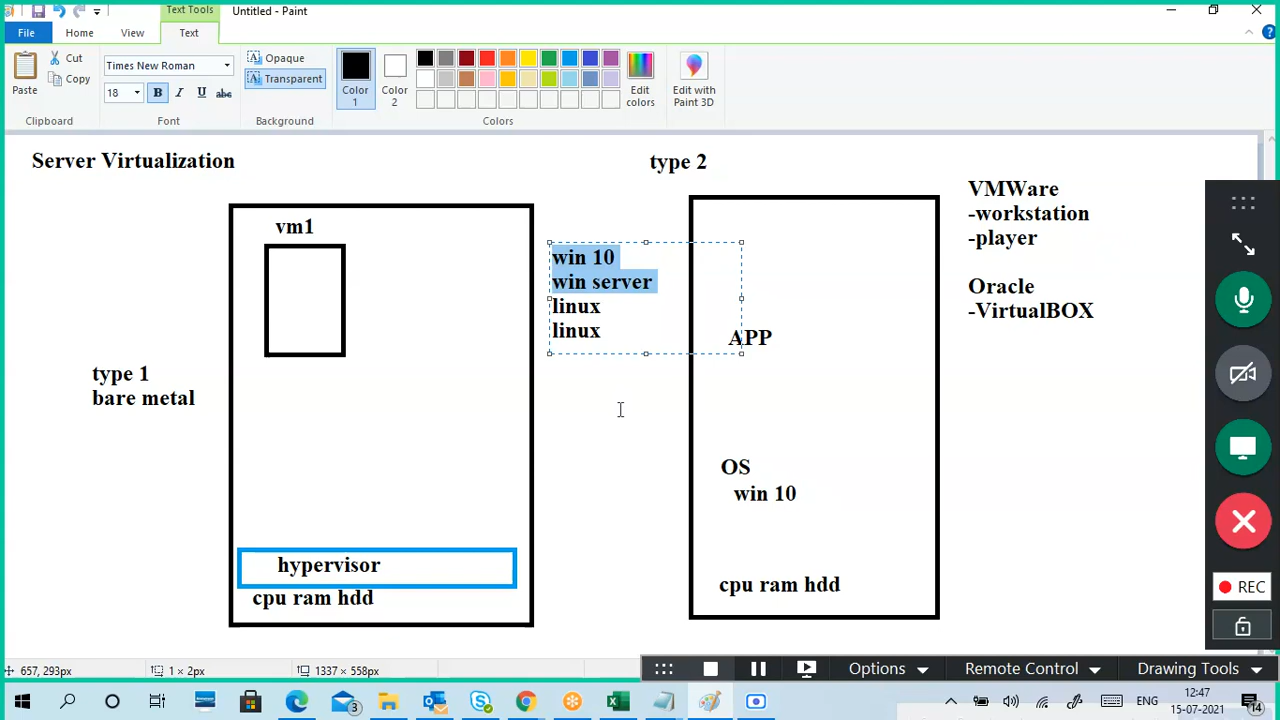 Text Tools
Untitled - Paint
File
Home
View
Text
Paste
Cut
Copy
Clipboard
Times New Roman
18
B
I
U
abc
Font
Opaque
Transparent
Background
Color 1
Color 2
Edit colors
Edit with Paint 3D
Colors
Server Virtualization
type 2
vm1
type 1
bare metal
hypervisor
cpu ram hdd
win 10
win server
linux
linux
APP
OS
win 10
cpu ram hdd
VMWare
-workstation
-player
Oracle
-VirtualBOX
REC
657, 293px
1 × 2px
1337 × 558px
Options
Remote Control
Drawing Tools
3
ENG
12:47
15-07-2021
14